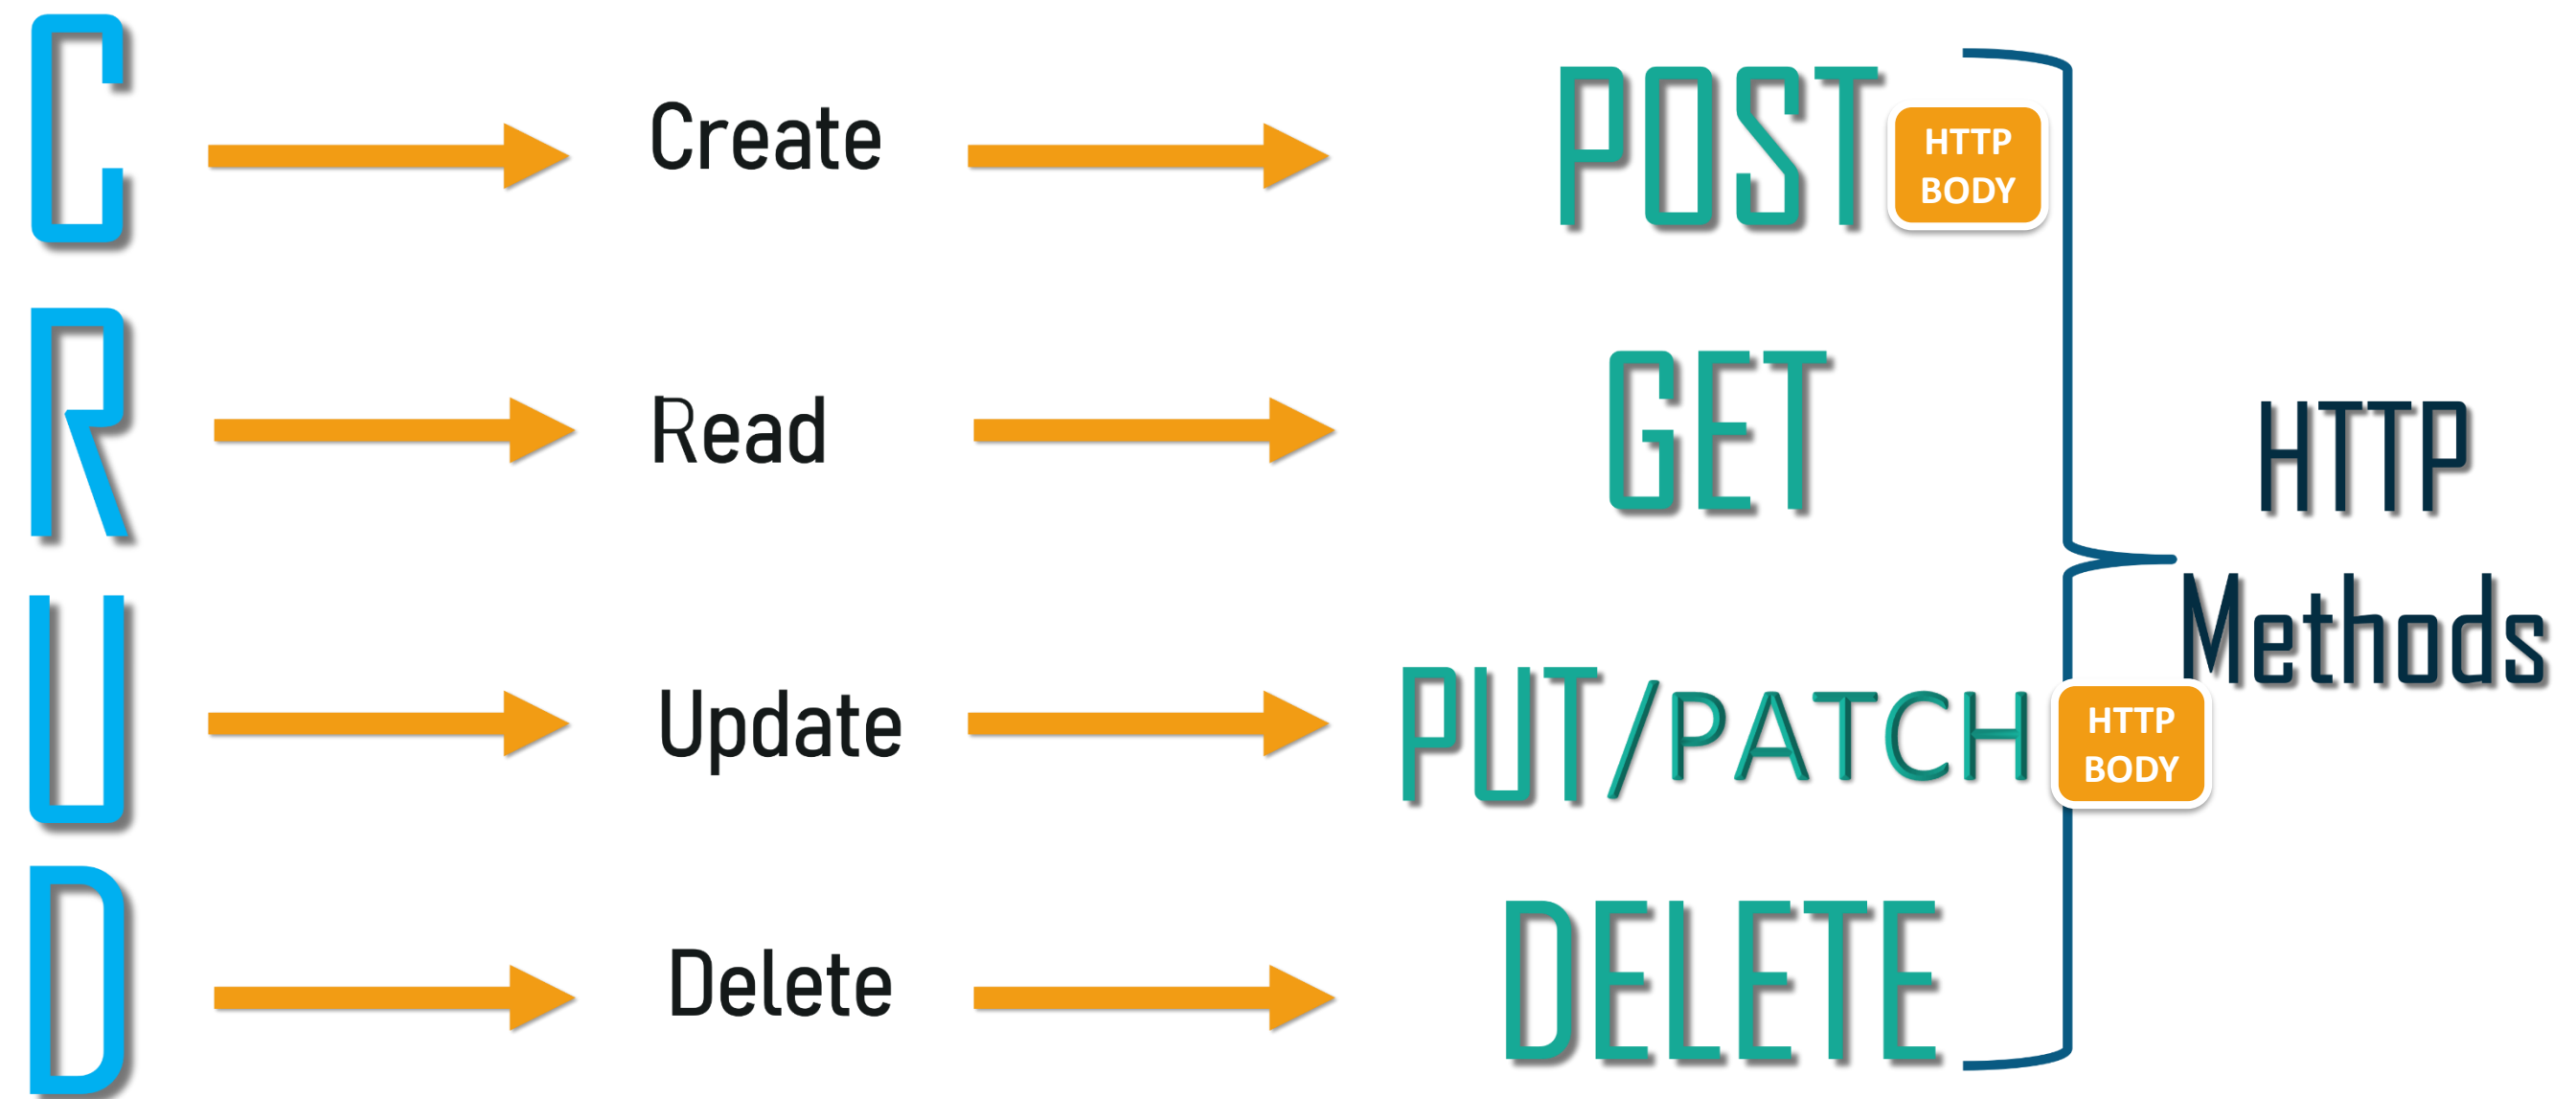 C Create POST HTTP
BODY
R Read GET
U Update PUT/PATCH HTTP
BODY
D Delete DELETE
HTTP
Methods